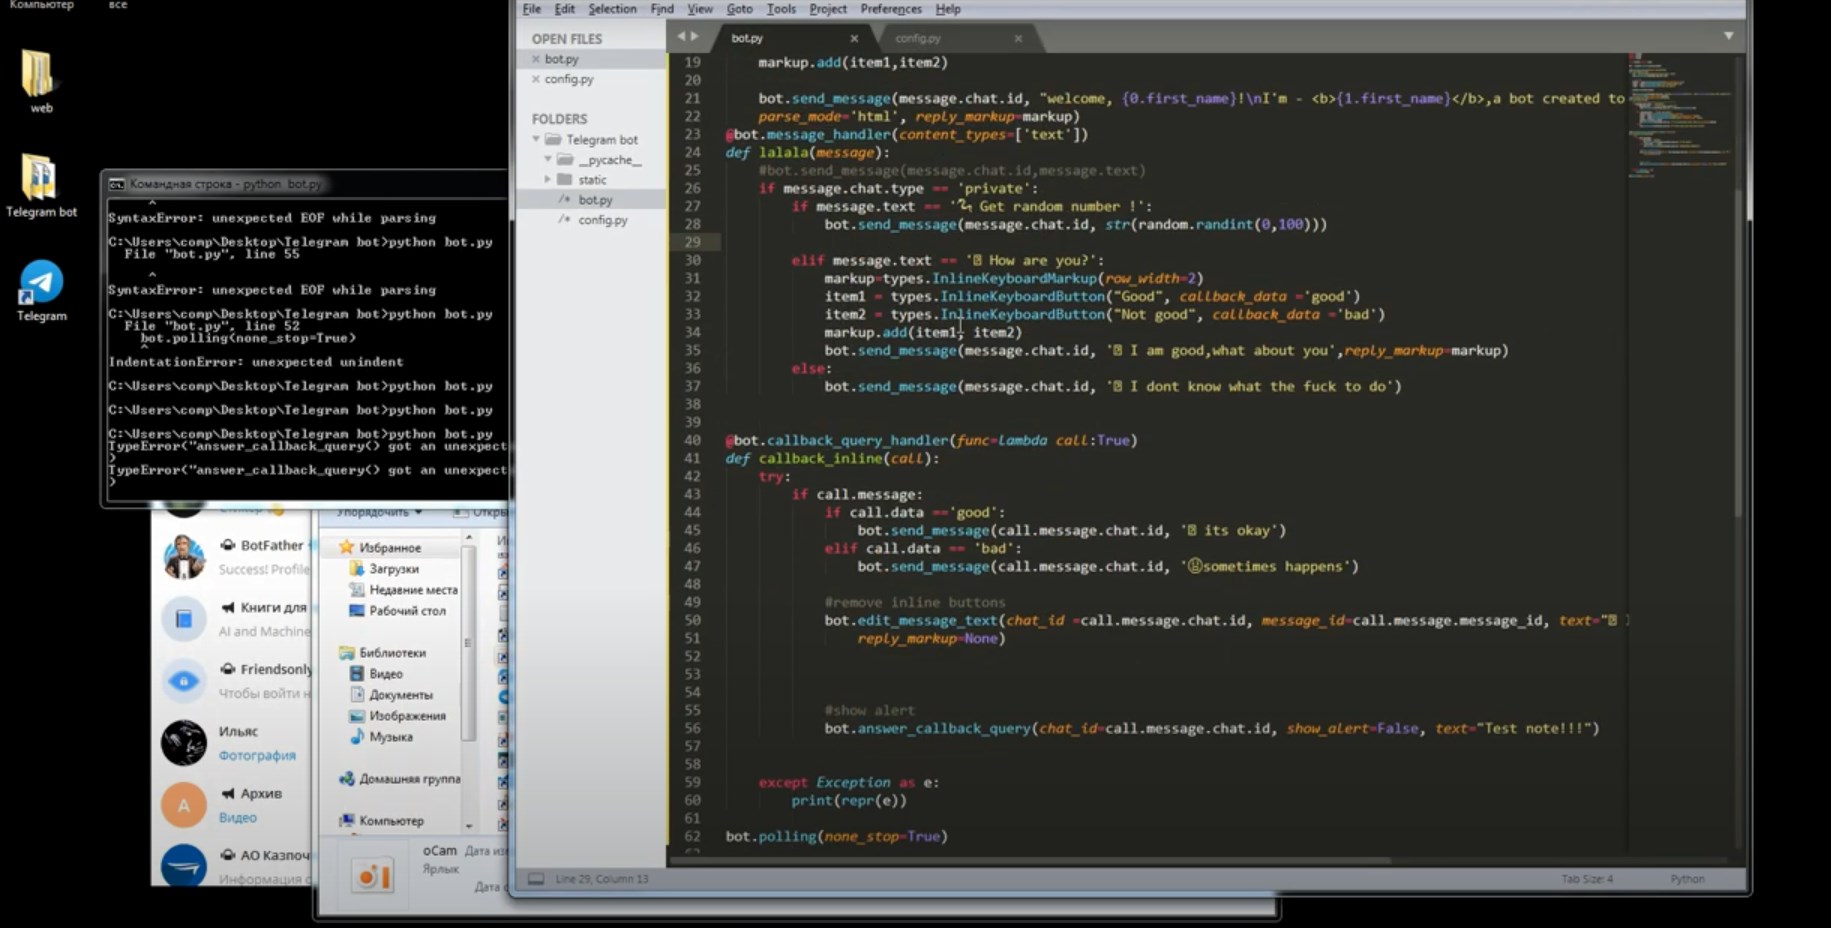 Компьютер
все
web
Telegram bot
Telegram
Командная строка - python bot.py
^
SyntaxError: unexpected EOF while parsing
C:\Users\comp\Desktop\Telegram bot>python bot.py
File "bot.py", line 55
^
SyntaxError: unexpected EOF while parsing
C:\Users\comp\Desktop\Telegram bot>python bot.py
File "bot.py", line 52
bot.polling(none_stop=True)
^
IndentationError: unexpected unindent
C:\Users\comp\Desktop\Telegram bot>python bot.py
C:\Users\comp\Desktop\Telegram bot>python bot.py
C:\Users\comp\Desktop\Telegram bot>python bot.py
TypeError("answer_callback_query() got an unexpect
)
TypeError("answer_callback_query() got an unexpect
)
BotFather
Success! Profile
Книги для
AI and Machine
Friendsonly
Чтобы войти н
Ильяс
Фотография
А
Архив
Видео
АО Казпоч
Информация с
Упорядочить
Откры
Избранное
Загрузки
Недавние места
Рабочий стол
Библиотеки
Видео
Документы
Изображения
Музыка
Домашняя группа
Компьютер
oCam Дата из
Ярлык
Дата с
File Edit Selection Find View Goto Tools Project Preferences Help
OPEN FILES
bot.py
config.py
FOLDERS
Telegram bot
__pycache__
static
/* bot.py
/* config.py
bot.py
config.py
19 markup.add(item1,item2)
20
21 bot.send_message(message.chat.id, "welcome, {0.first_name}!\nI'm - <b>{1.first_name}</b>,a bot created to
22 parse_mode='html', reply_markup=markup)
23 @bot.message_handler(content_types=['text'])
24 def lalala(message):
25 #bot.send_message(message.chat.id,message.text)
26 if message.chat.type == 'private':
27 if message.text == ' Get random number !':
28 bot.send_message(message.chat.id, str(random.randint(0,100)))
29
30 elif message.text == ' How are you?':
31 markup=types.InlineKeyboardMarkup(row_width=2)
32 item1 = types.InlineKeyboardButton("Good", callback_data ='good')
33 item2 = types.InlineKeyboardButton("Not good", callback_data ='bad')
34 markup.add(item1, item2)
35 bot.send_message(message.chat.id, ' I am good,what about you',reply_markup=markup)
36 else:
37 bot.send_message(message.chat.id, ' I dont know what the fuck to do')
38
39
40 @bot.callback_query_handler(func=lambda call:True)
41 def callback_inline(call):
42 try:
43 if call.message:
44 if call.data =='good':
45 bot.send_message(call.message.chat.id, ' its okay')
46 elif call.data == 'bad':
47 bot.send_message(call.message.chat.id, '😩sometimes happens')
48
49 #remove inline buttons
50 bot.edit_message_text(chat_id =call.message.chat.id, message_id=call.message.message_id, text="
51 reply_markup=None)
52
53
54
55 #show alert
56 bot.answer_callback_query(chat_id=call.message.chat.id, show_alert=False, text="Test note!!!")
57
58
59 except Exception as e:
60 print(repr(e))
61
62 bot.polling(none_stop=True)
Line 29, Column 13
Tab Size: 4
Python